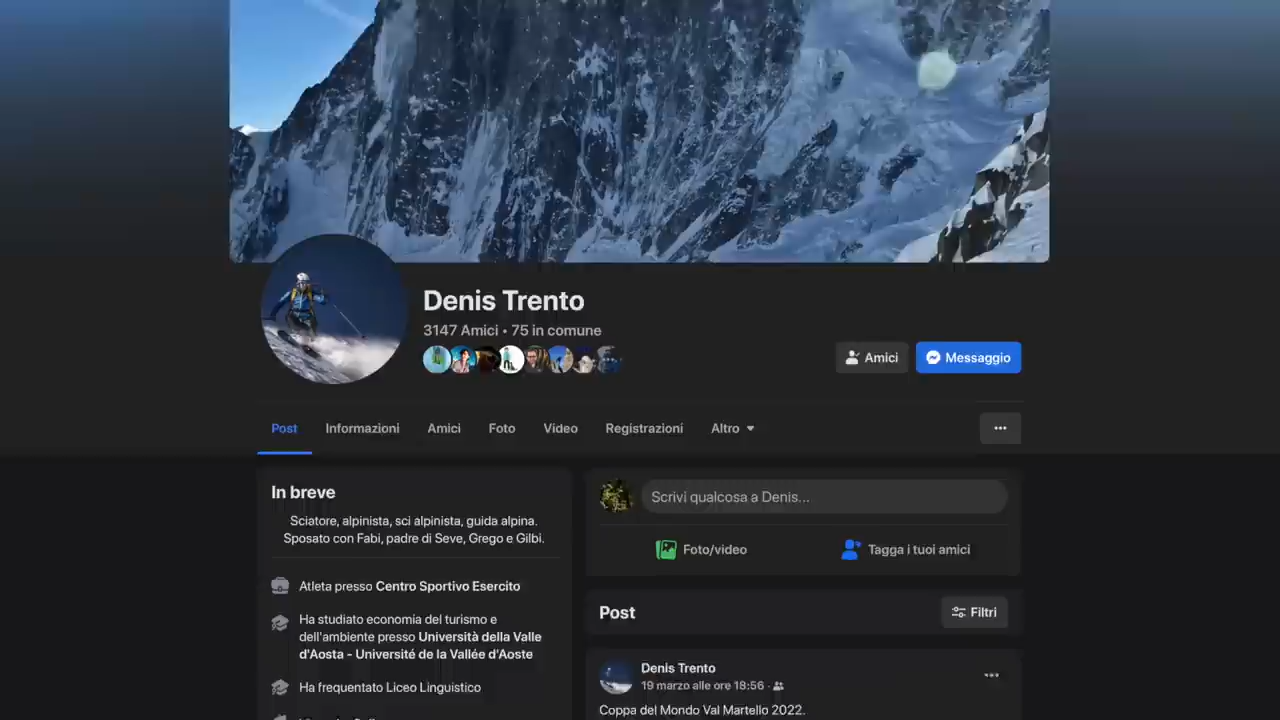 Denis Trento
3147 Amici • 75 in comune
Amici
Messaggio
Post
Informazioni
Amici
Foto
Video
Registrazioni
Altro
In breve
Sciatore, alpinista, sci alpinista, guida alpina.
Sposato con Fabi, padre di Seve, Grego e Gilbi.
Atleta presso Centro Sportivo Esercito
Ha studiato economia del turismo e
dell'ambiente presso Università della Valle
d'Aosta - Université de la Vallée d'Aoste
Ha frequentato Liceo Linguistico
Scrivi qualcosa a Denis...
Foto/video
Tagga i tuoi amici
Post
Filtri
Denis Trento
19 marzo alle ore 18:56 ·
Coppa del Mondo Val Martello 2022.